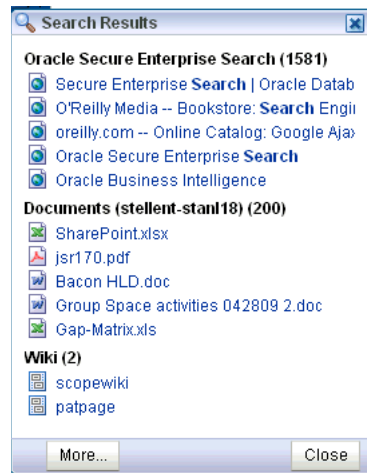 Search Results
Oracle Secure Enterprise Search (1581)
Secure Enterprise Search | Oracle Datab
O'Reilly Media -- Bookstore: Search Engi
oreilly.com -- Online Catalog: Google Ajax
Oracle Secure Enterprise Search
Oracle Business Intelligence
Documents (stellent-stanl18) (200)
SharePoint.xlsx
jsr170.pdf
Bacon HLD.doc
Group Space activities 042809 2.doc
Gap-Matrix.xls
Wiki (2)
scopewiki
patpage
More... Close